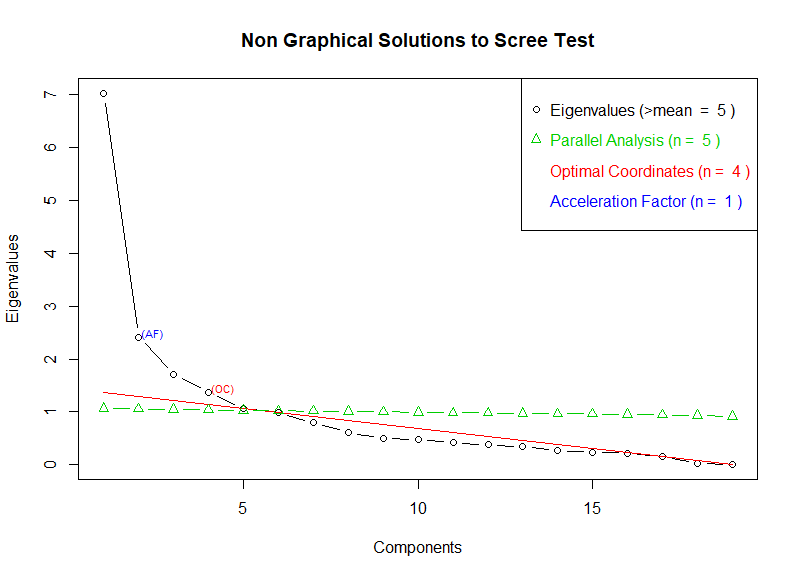 Non Graphical Solutions to Scree Test
Eigenvalues (>mean = 5 )
Parallel Analysis (n = 5 )
Optimal Coordinates (n = 4 )
Acceleration Factor (n = 1 )
7
6
5
4
3
2
1
0
Eigenvalues
(AF)
(OC)
5 10 15
Components